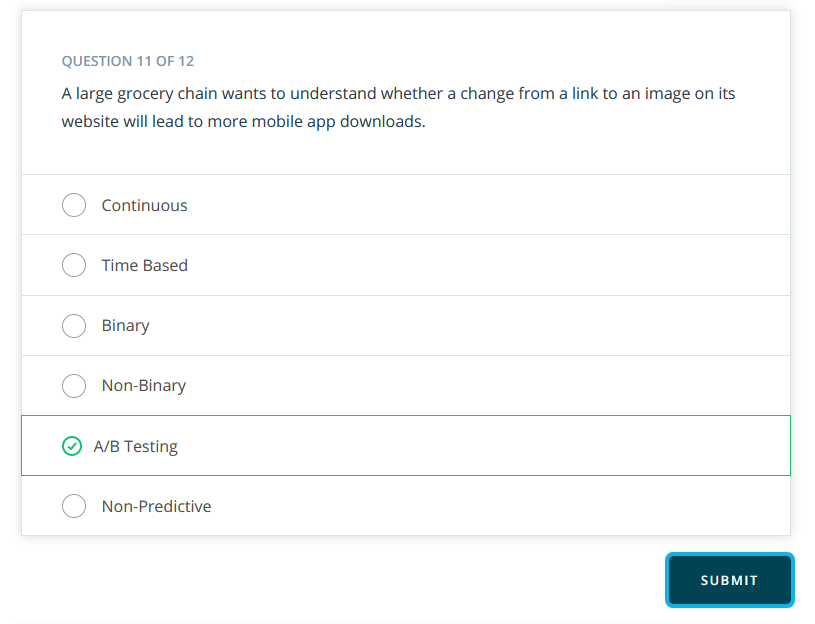 QUESTION 11 OF 12
A large grocery chain wants to understand whether a change from a link to an image on its
website will lead to more mobile app downloads.
Continuous
Time Based
Binary
Non-Binary
A/B Testing
Non-Predictive
SUBMIT